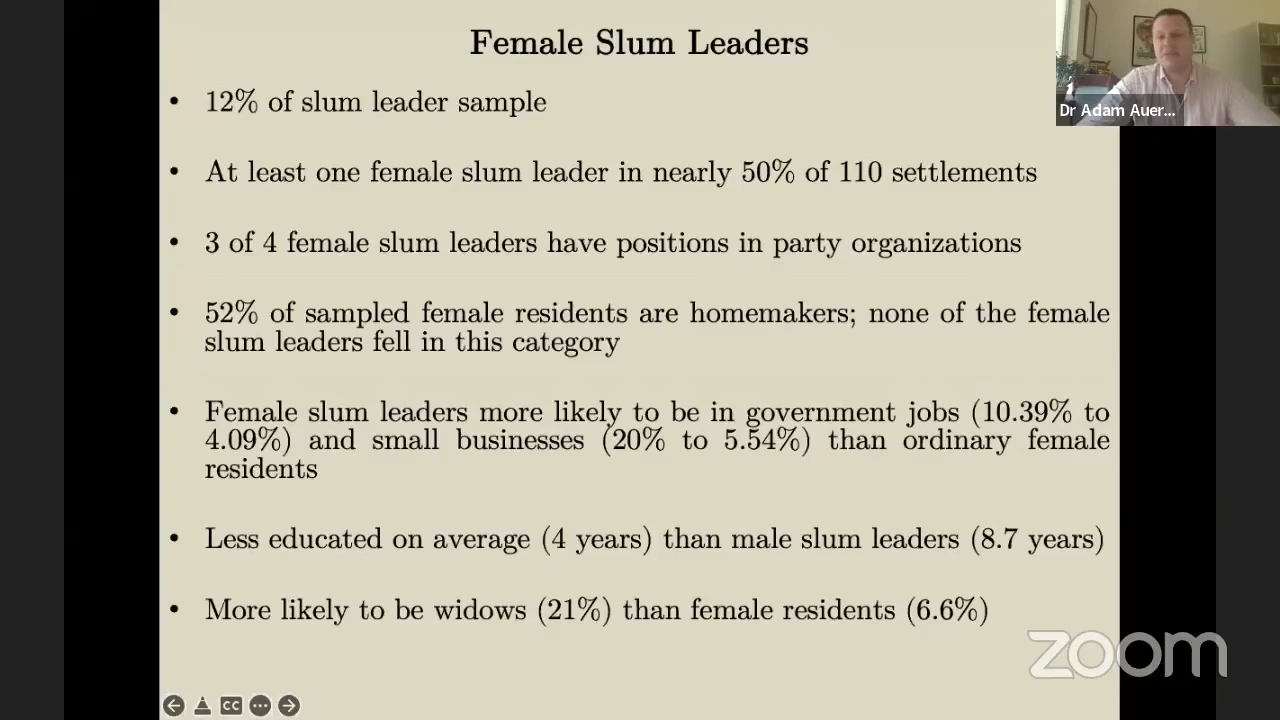 Female Slum Leaders
Dr Adam Auer...
• 12% of slum leader sample
• At least one female slum leader in nearly 50% of 110 settlements
• 3 of 4 female slum leaders have positions in party organizations
• 52% of sampled female residents are homemakers; none of the female
slum leaders fell in this category
• Female slum leaders more likely to be in government jobs (10.39% to
4.09%) and small businesses (20% to 5.54%) than ordinary female
residents
• Less educated on average (4 years) than male slum leaders (8.7 years)
• More likely to be widows (21%) than female residents (6.6%)
zoom
CC